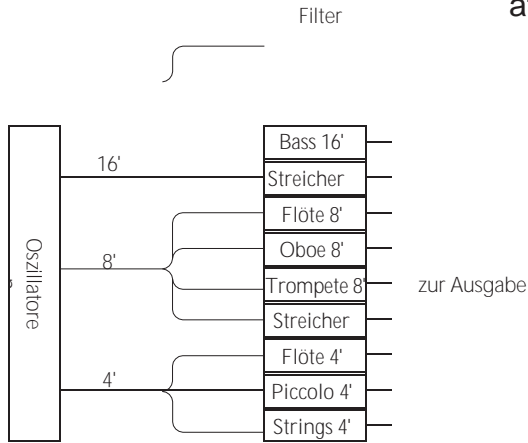 Filter
Bass 16'
16'
Streicher
Flöte 8'
Oboe 8'
8'
Oszillatore
Trompete 8'
zur Ausgabe
Streicher
Flöte 4'
4'
Piccolo 4'
Strings 4'